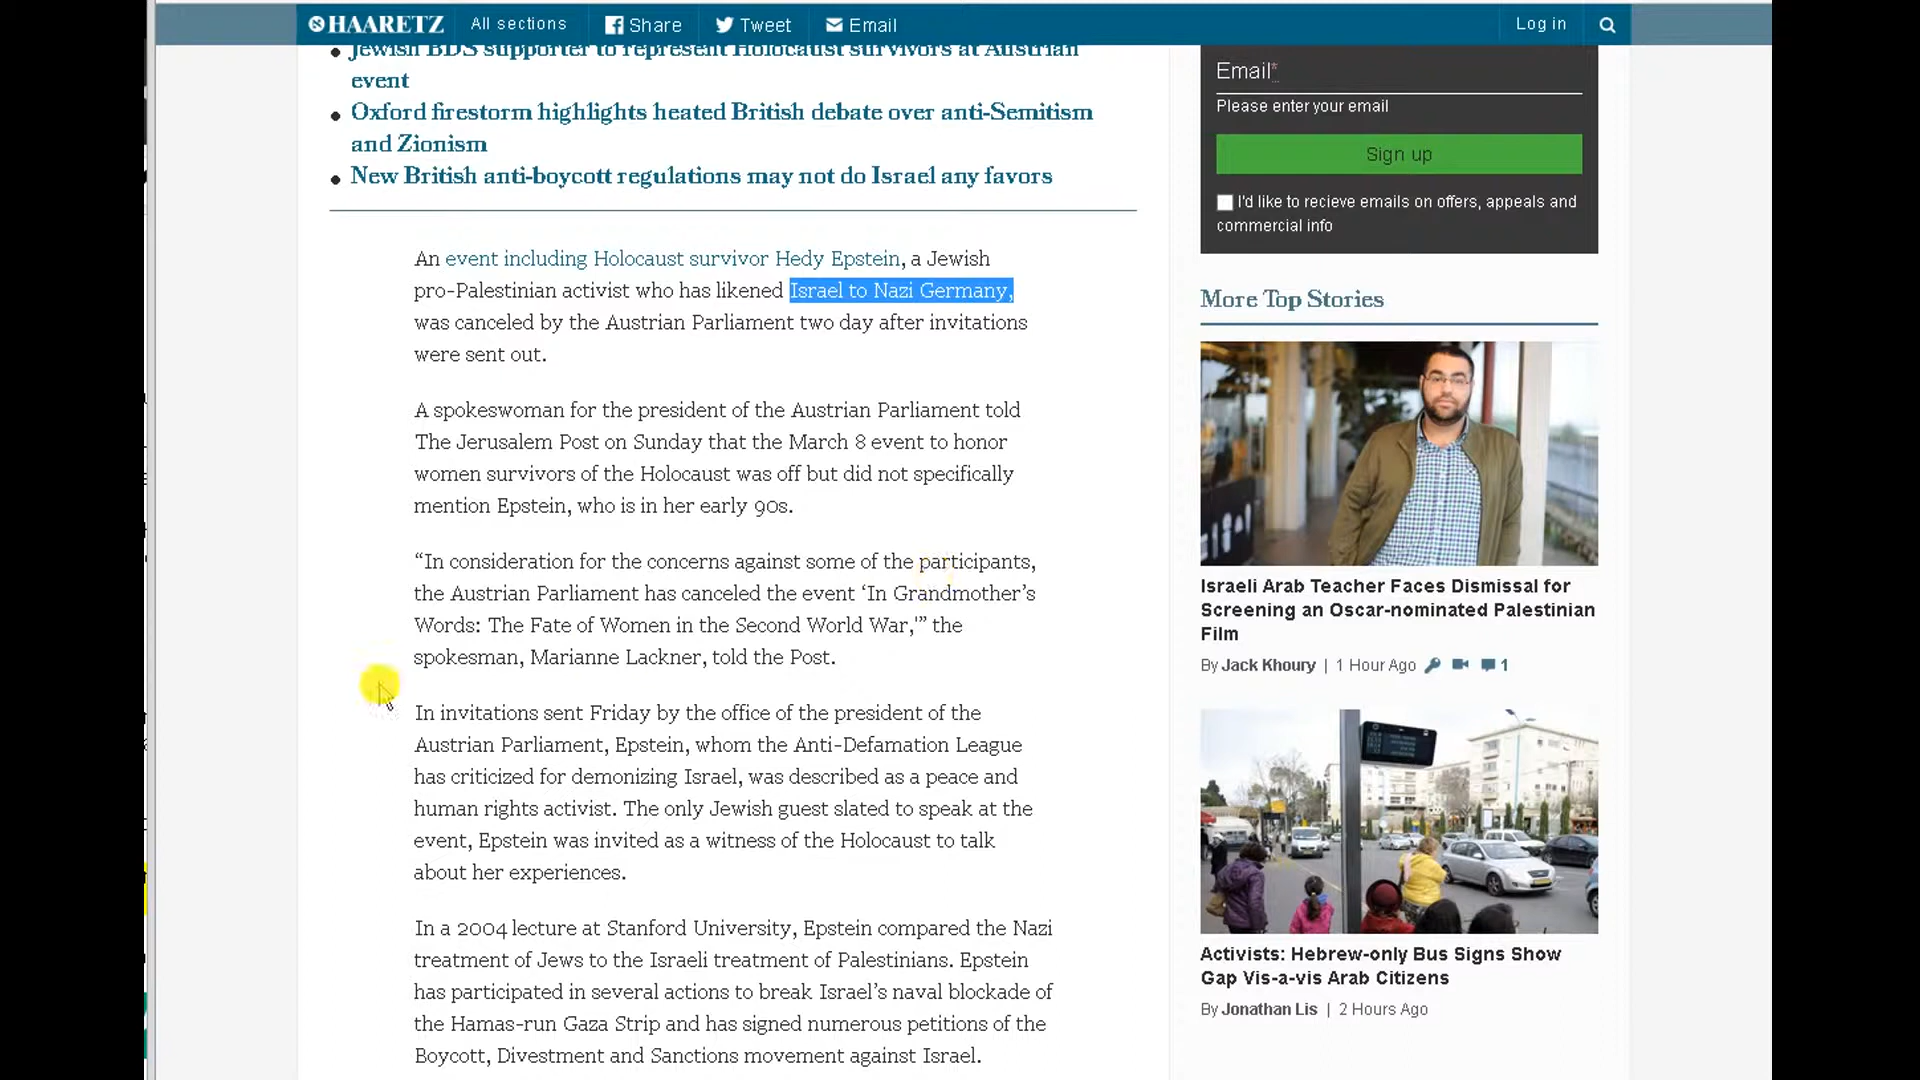 HAARETZ
All sections
Share
Tweet
Email
Log in
Jewish BDS supporter to represent Holocaust survivors at Austrian
event
Oxford firestorm highlights heated British debate over anti-Semitism
and Zionism
New British anti-boycott regulations may not do Israel any favors
An event including Holocaust survivor Hedy Epstein, a Jewish
pro-Palestinian activist who has likened Israel to Nazi Germany,
was canceled by the Austrian Parliament two day after invitations
were sent out.
A spokeswoman for the president of the Austrian Parliament told
The Jerusalem Post on Sunday that the March 8 event to honor
women survivors of the Holocaust was off but did not specifically
mention Epstein, who is in her early 90s.
“In consideration for the concerns against some of the participants,
the Austrian Parliament has canceled the event ‘In Grandmother’s
Words: The Fate of Women in the Second World War,'” the
spokesman, Marianne Lackner, told the Post.
In invitations sent Friday by the office of the president of the
Austrian Parliament, Epstein, whom the Anti-Defamation League
has criticized for demonizing Israel, was described as a peace and
human rights activist. The only Jewish guest slated to speak at the
event, Epstein was invited as a witness of the Holocaust to talk
about her experiences.
In a 2004 lecture at Stanford University, Epstein compared the Nazi
treatment of Jews to the Israeli treatment of Palestinians. Epstein
has participated in several actions to break Israel’s naval blockade of
the Hamas-run Gaza Strip and has signed numerous petitions of the
Boycott, Divestment and Sanctions movement against Israel.
Email*
Please enter your email
Sign up
I'd like to recieve emails on offers, appeals and
commercial info
More Top Stories
Israeli Arab Teacher Faces Dismissal for
Screening an Oscar-nominated Palestinian
Film
By Jack Khoury | 1 Hour Ago 1
Activists: Hebrew-only Bus Signs Show
Gap Vis-a-vis Arab Citizens
By Jonathan Lis | 2 Hours Ago